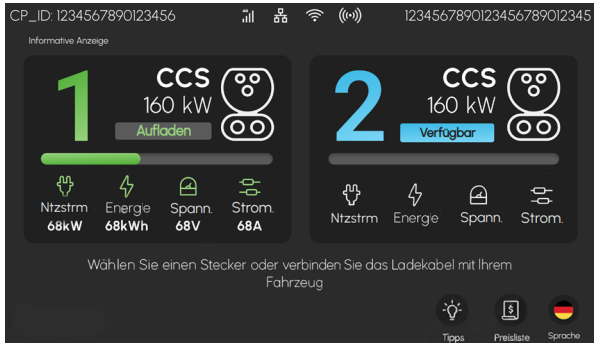 CP_ID: 1234567890123456
1234567890123456789012345
Informative Anzeige
1
CCS
160 kW
Aufladen
Ntzstrm
Energie
Spann.
Strom.
68kW
68kWh
68V
68A
2
CCS
160 kW
Verfügbar
Ntzstrm
Energie
Spann.
Strom.
Wählen Sie einen Stecker oder verbinden Sie das Ladekabel mit Ihrem
Fahrzeug
Tipps
Preisliste
Sprache